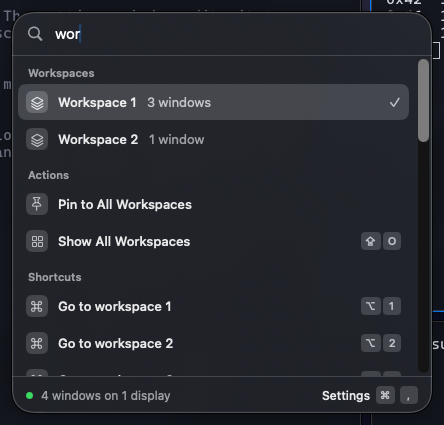 wor
Workspaces
Workspace 1 3 windows
Workspace 2 1 window
Actions
Pin to All Workspaces
Show All Workspaces ⇧ O
Shortcuts
Go to workspace 1 ⌥ 1
Go to workspace 2 ⌥ 2
4 windows on 1 display Settings ⌘ ,